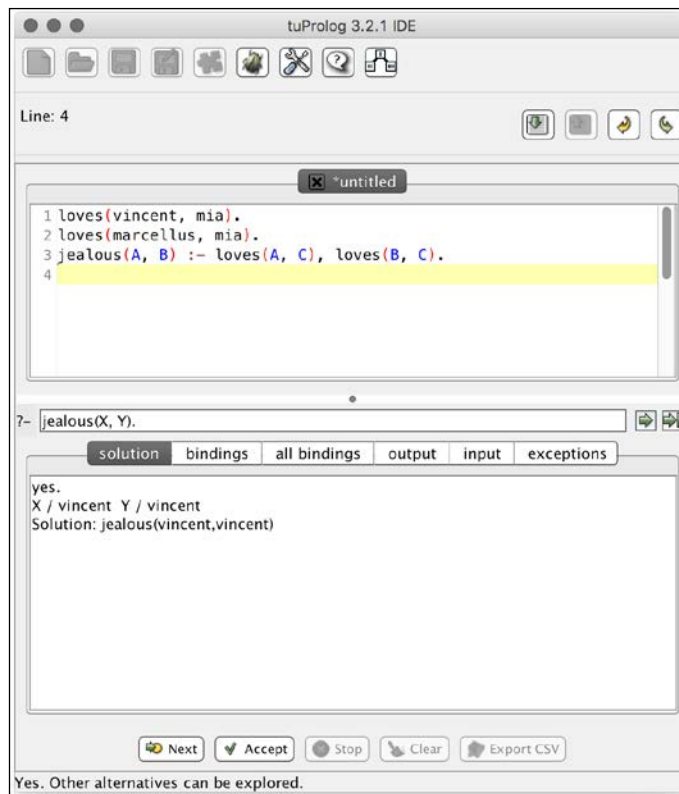 tuProlog 3.2.1 IDE
Line: 4
*untitled
1 loves(vincent, mia).
2 loves(marcellus, mia).
3 jealous(A, B) :- loves(A, C), loves(B, C).
4
?- jealous(X, Y).
solution bindings all bindings output input exceptions
yes.
X / vincent  Y / vincent
Solution: jealous(vincent,vincent)
Next Accept Stop Clear Export CSV
Yes. Other alternatives can be explored.